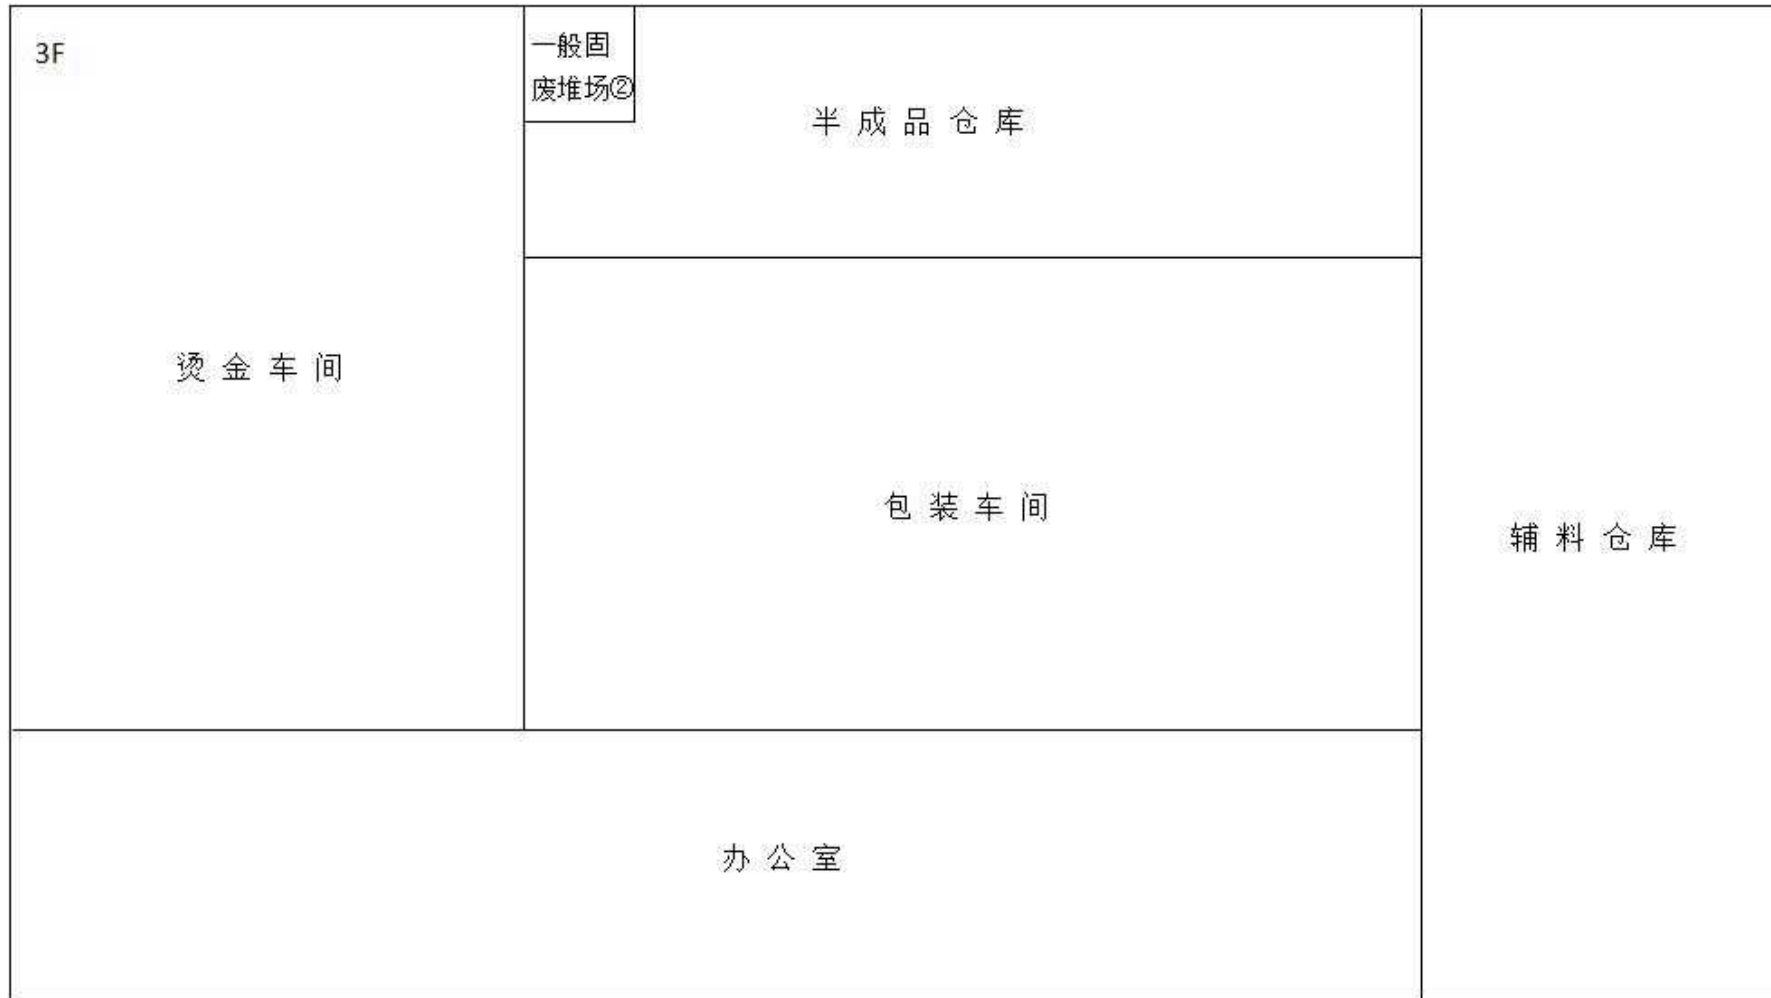 3F
一般固
废堆场②
半成品仓库
烫金车间
包装车间
辅料仓库
办公室